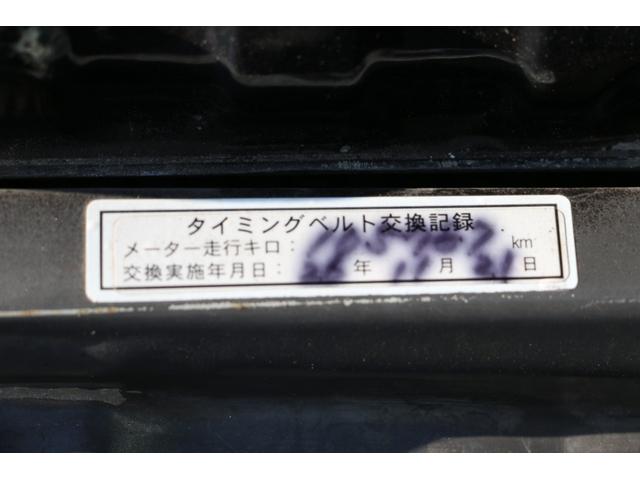 タイミングベルト交換記録
メーター走行キロ： km
交換実施年月日： 年 11 月 日